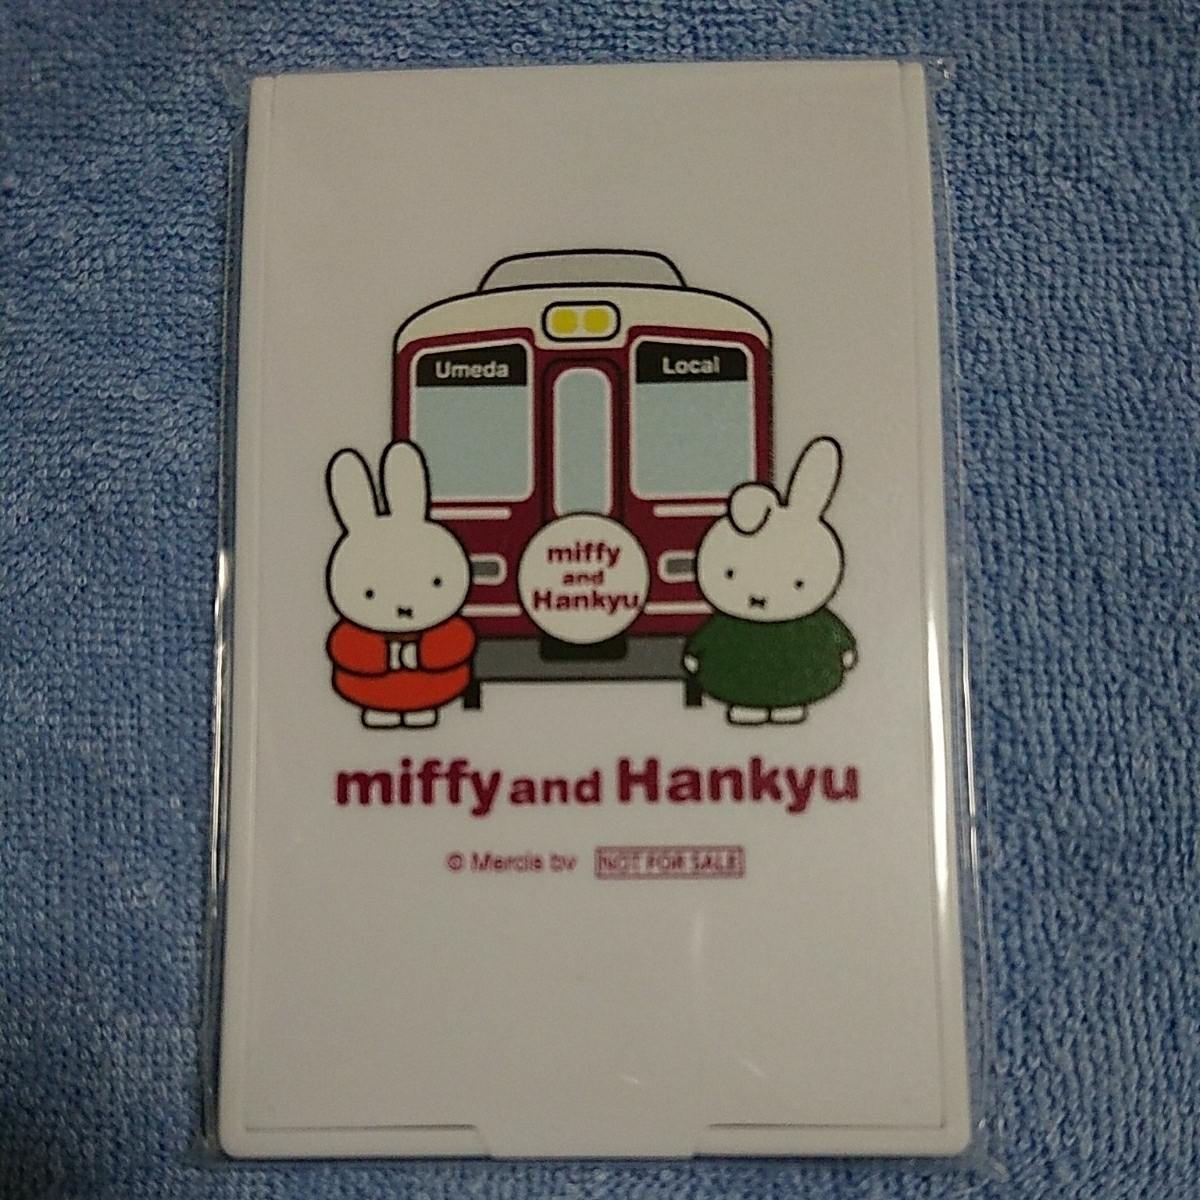 Umeda
Local
miffy
and
Hankyu
miffy and Hankyu
© Mercis bv NOT FOR SALE